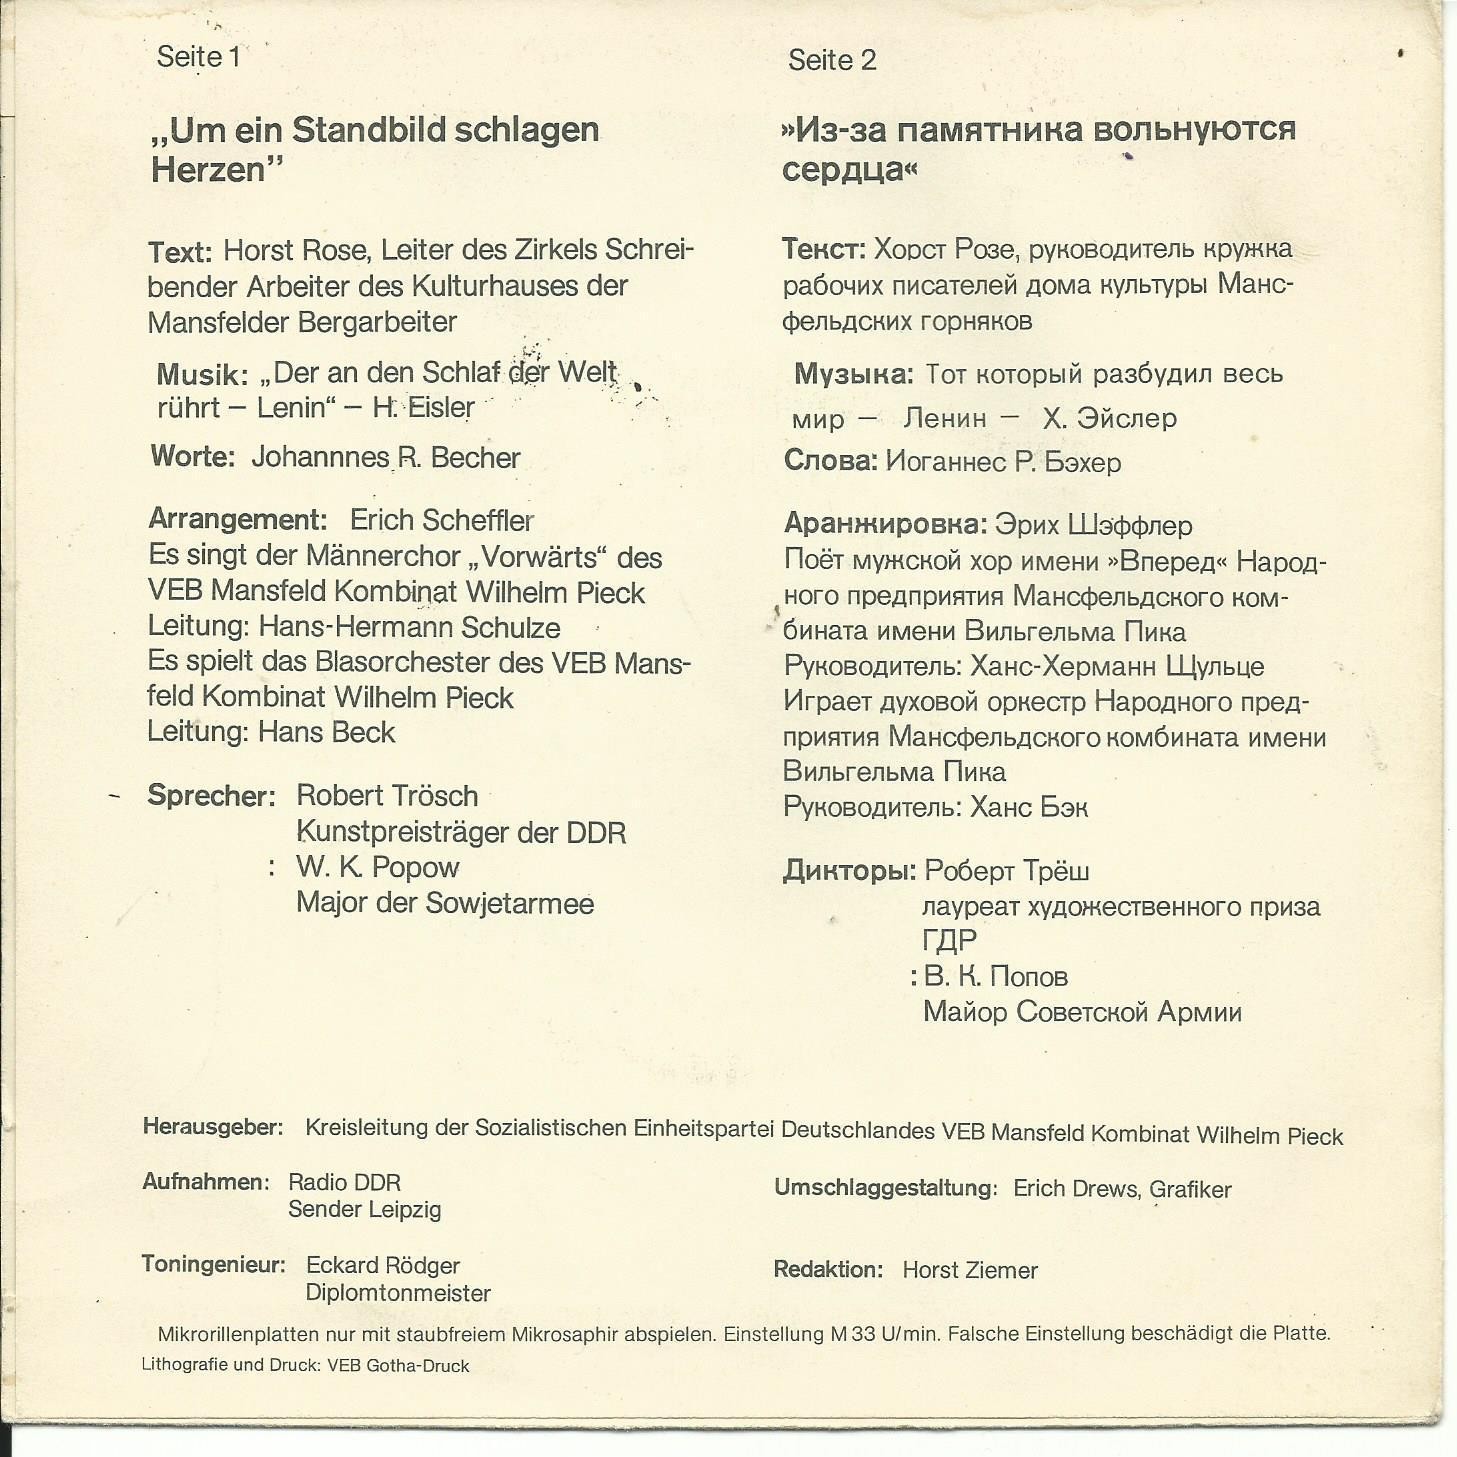 Seite 1
„Um ein Standbild schlagen
Herzen”
Text: Horst Rose, Leiter des Zirkels Schrei-
bender Arbeiter des Kulturhauses der
Mansfelder Bergarbeiter
Musik: „Der an den Schlaf der Welt
rührt – Lenin“ – H. Eisler
Worte: Johannnes R. Becher
Arrangement: Erich Scheffler
Es singt der Männerchor „Vorwärts“ des
VEB Mansfeld Kombinat Wilhelm Pieck
Leitung: Hans-Hermann Schulze
Es spielt das Blasorchester des VEB Mans-
feld Kombinat Wilhelm Pieck
Leitung: Hans Beck
Sprecher: Robert Trösch
Kunstpreisträger der DDR
: W. K. Popow
Major der Sowjetarmee
Seite 2
»Из-за памятника вольнуются
сердца«
Текст: Хорст Розе, руководитель кружка
рабочих писателей дома культуры Манс-
фельдских горняков
Музыка: Тот который разбудил весь
мир – Ленин – Х. Эйслер
Слова: Иоганнес Р. Бэхер
Аранжировка: Эрих Шэффлер
Поёт мужской хор имени »Вперед« Народ-
ного предприятия Мансфельдского ком-
бината имени Вильгельма Пика
Руководитель: Ханс-Херманн Щульце
Играет духовой оркестр Народного пред-
приятия Мансфельдского комбината имени
Вильгельма Пика
Руководитель: Ханс Бэк
Дикторы: Роберт Трёш
лауреат художественного приза
ГДР
: В. К. Попов
Майор Советской Армии
Herausgeber: Kreisleitung der Sozialistischen Einheitspartei Deutschlandes VEB Mansfeld Kombinat Wilhelm Pieck
Aufnahmen: Radio DDR
Sender Leipzig
Umschlaggestaltung: Erich Drews, Grafiker
Toningenieur: Eckard Rödger
Diplomtonmeister
Redaktion: Horst Ziemer
Mikrorillenplatten nur mit staubfreiem Mikrosaphir abspielen. Einstellung M 33 U/min. Falsche Einstellung beschädigt die Platte.
Lithografie und Druck: VEB Gotha-Druck